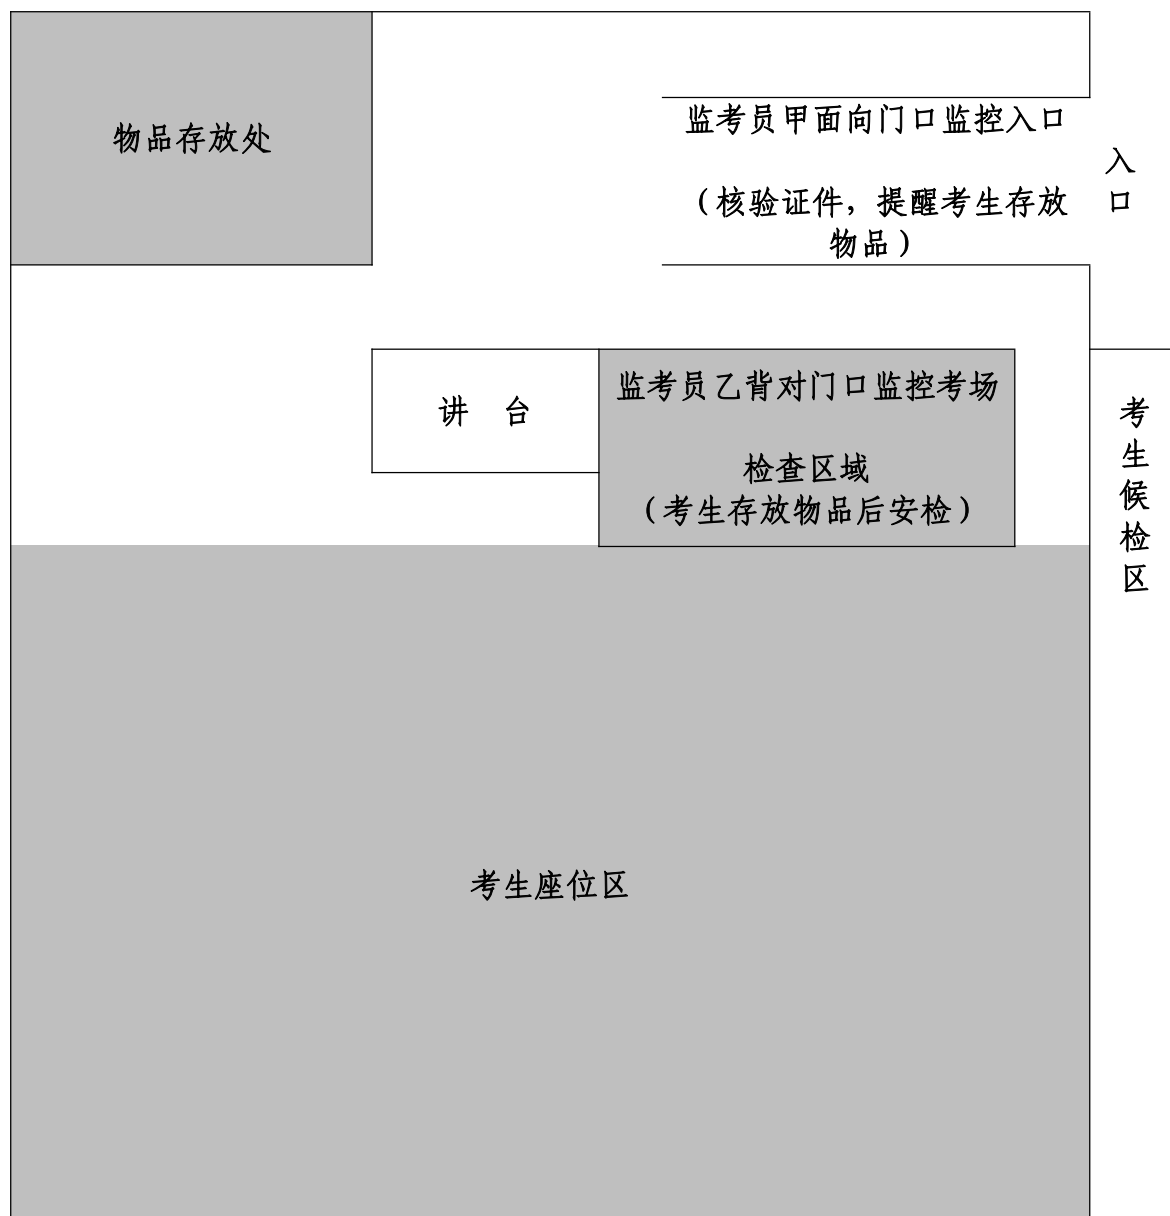 物品存放处
监考员甲面向门口监控入口
（核验证件，提醒考生存放
物品）
入
口
讲 台
监考员乙背对门口监控考场
检查区域
（考生存放物品后安检）
考
生
候
检
区
考生座位区